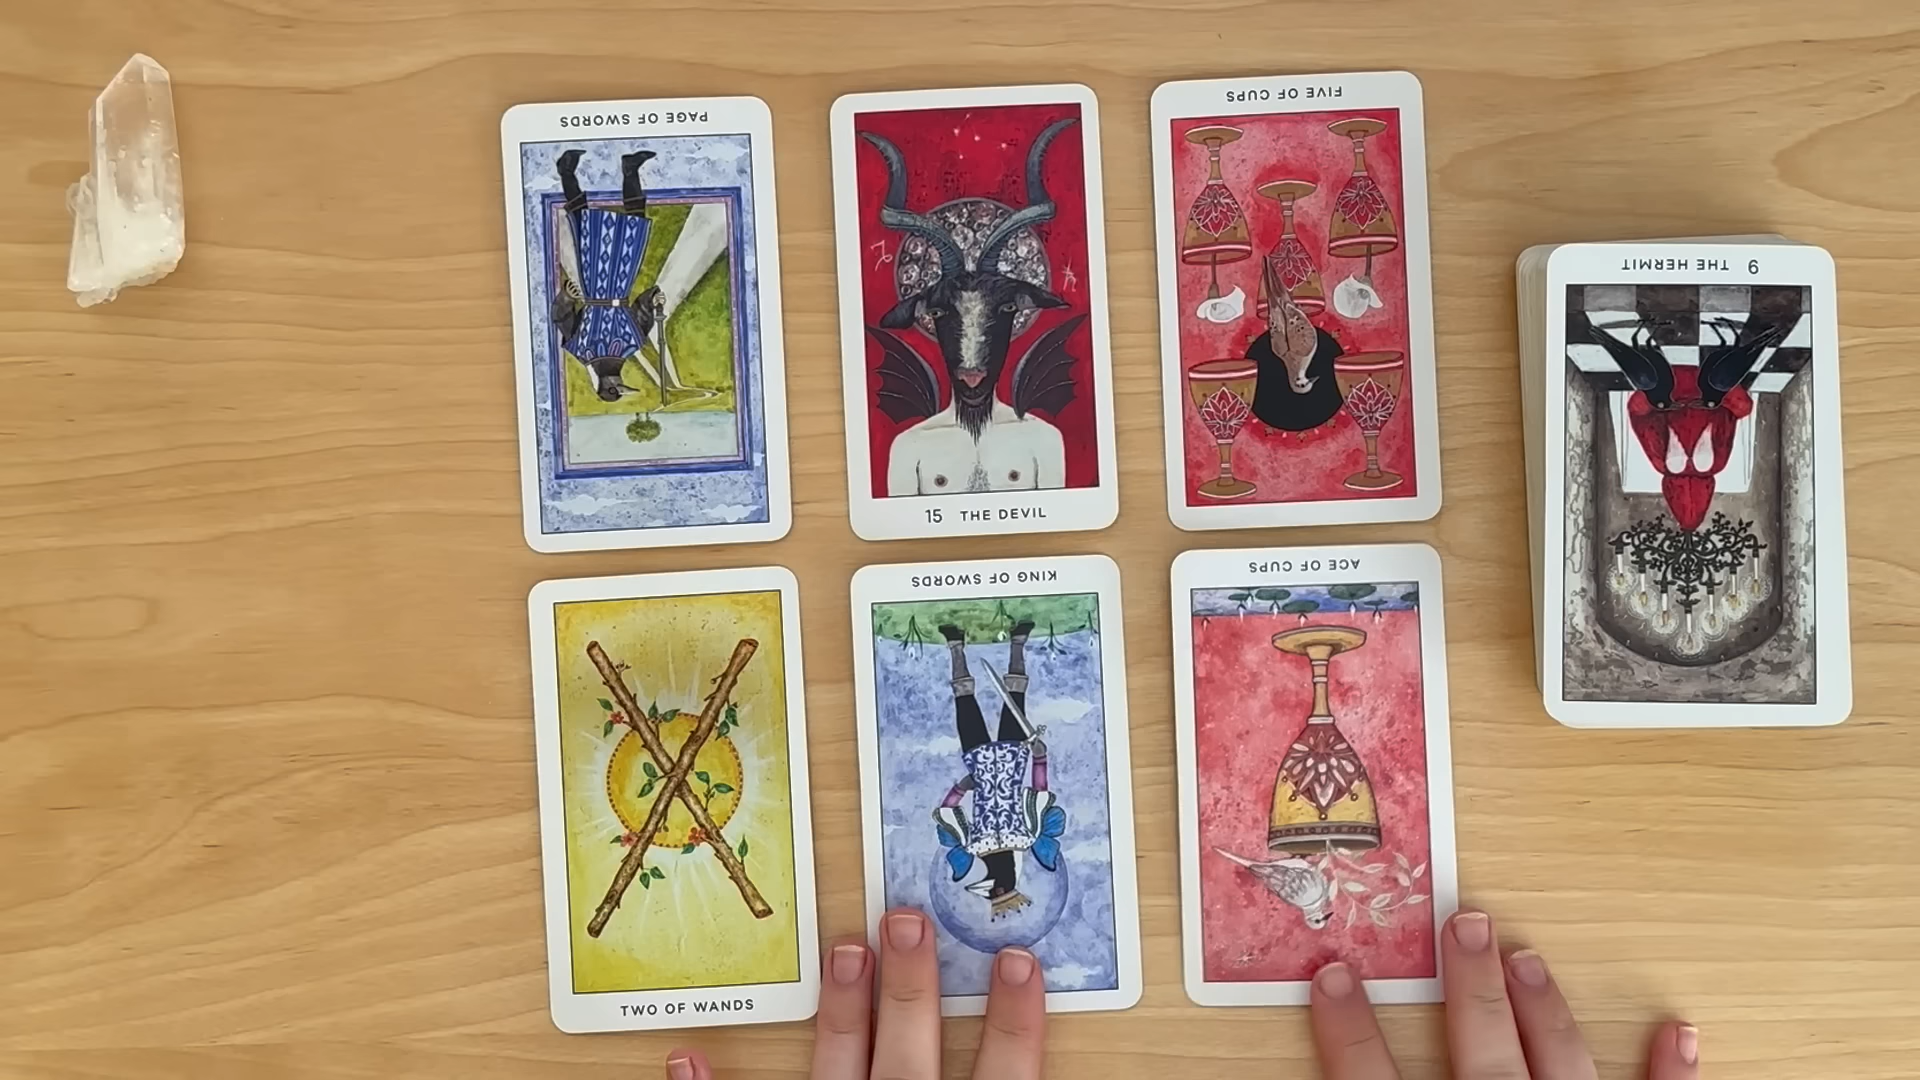 PAGE OF SWORDS
15 THE DEVIL
FIVE OF CUPS
9 THE HERMIT
TWO OF WANDS
KING OF SWORDS
ACE OF CUPS